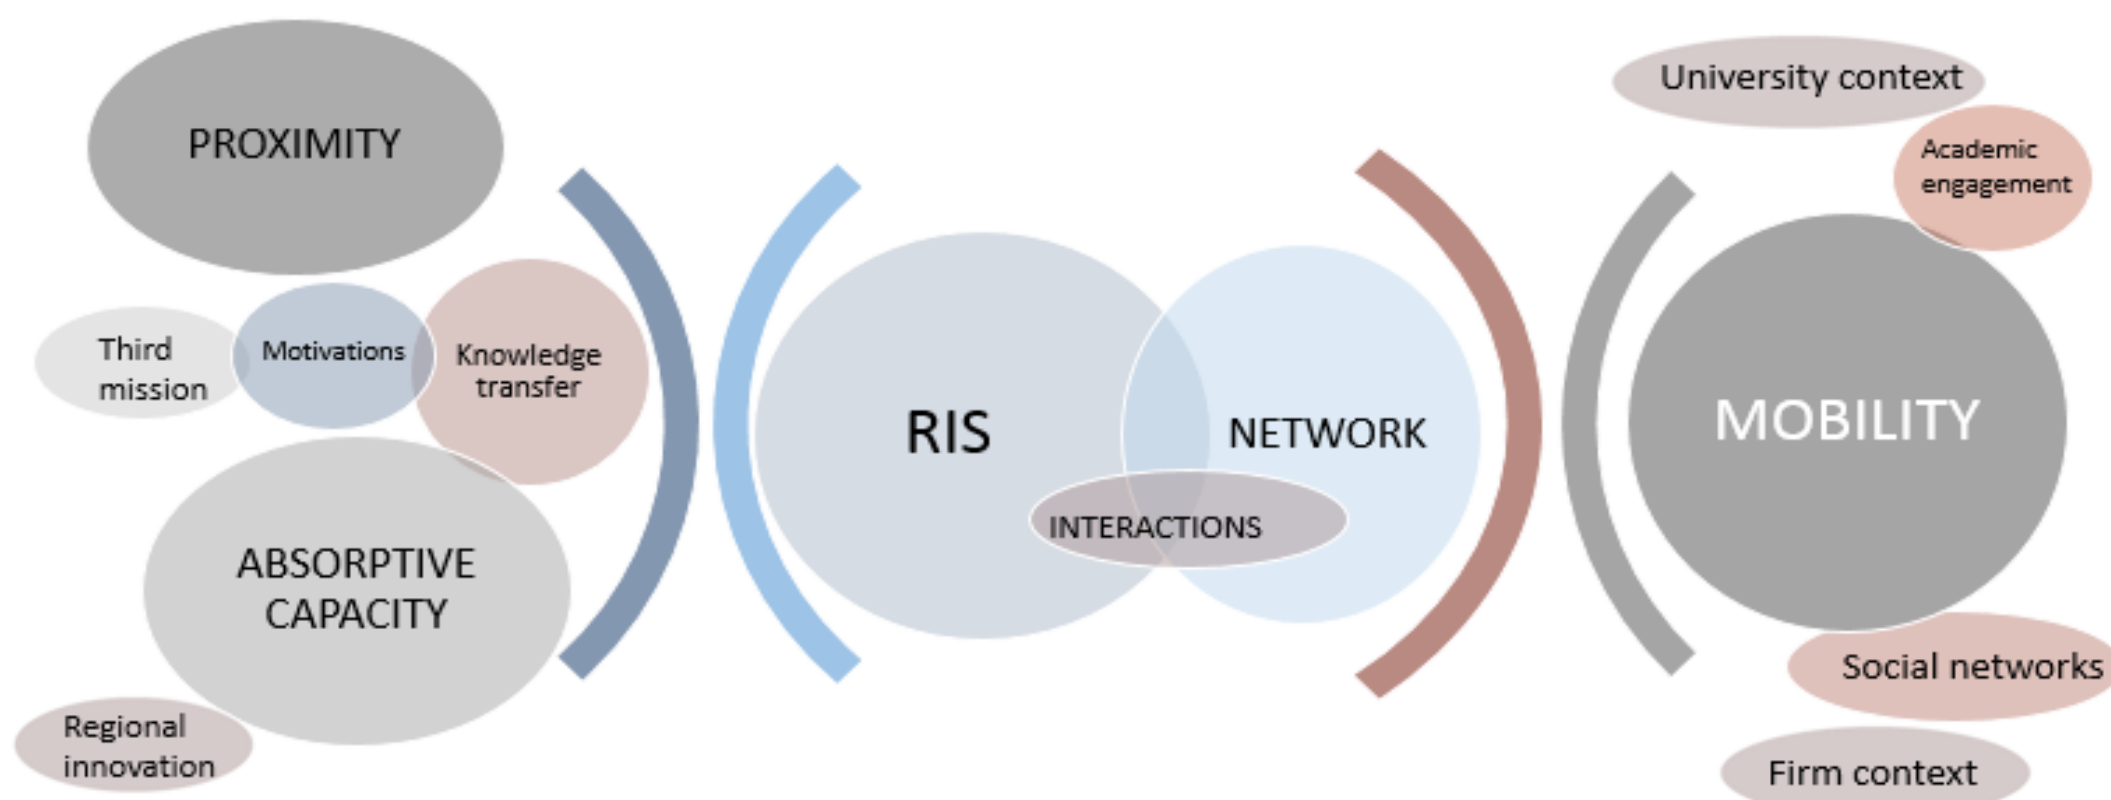 PROXIMITY
Third
mission
Motivations
Knowledge
transfer
ABSORPTIVE
CAPACITY
Regional
innovation
RIS
NETWORK
INTERACTIONS
University context
Academic
engagement
MOBILITY
Social networks
Firm context